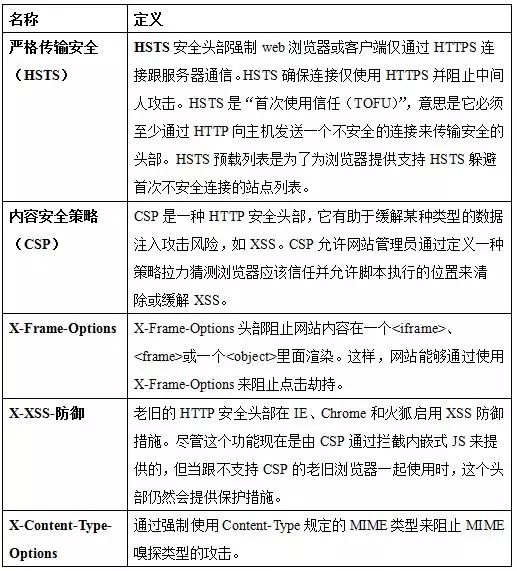 名称
定义
严格传输安全
（HSTS）
HSTS 安全头部强制 web 浏览器或客户端仅通过 HTTPS 连
接跟服务器通信。HSTS 确保连接仅使用 HTTPS 并阻止中间
人攻击。HSTS 是“首次使用信任（TOFU）”，意思是它必须
至少通过 HTTP 向主机发送一个不安全的连接来传输安全的
头部。HSTS 预载列表是为了为浏览器提供支持 HSTS 躲避
首次不安全连接的站点列表。
内容安全策略
（CSP）
CSP 是一种 HTTP 安全头部，它有助于缓解某种类型的数据
注入攻击风险，如 XSS。CSP 允许网站管理员通过定义一种
策略拉力猜测浏览器应该信任并允许脚本执行的位置来清
除或缓解 XSS。
X-Frame-Options
X-Frame-Options 头部阻止网站内容在一个<iframe>、
<frame>或一个<object>里面渲染。这样，网站能够通过使用
X-Frame-Options 来阻止点击劫持。
X-XSS-防御
老旧的 HTTP 安全头部在 IE、Chrome 和火狐启用 XSS 防御
措施。尽管这个功能现在是由 CSP 通过拦截内嵌式 JS 来提
供的，但当跟不支持 CSP 的老旧浏览器一起使用时，这个头
部仍然会提供保护措施。
X-Content-Type-
Options
通过强制使用 Content-Type 规定的 MIME 类型来阻止 MIME
嗅探类型的攻击。